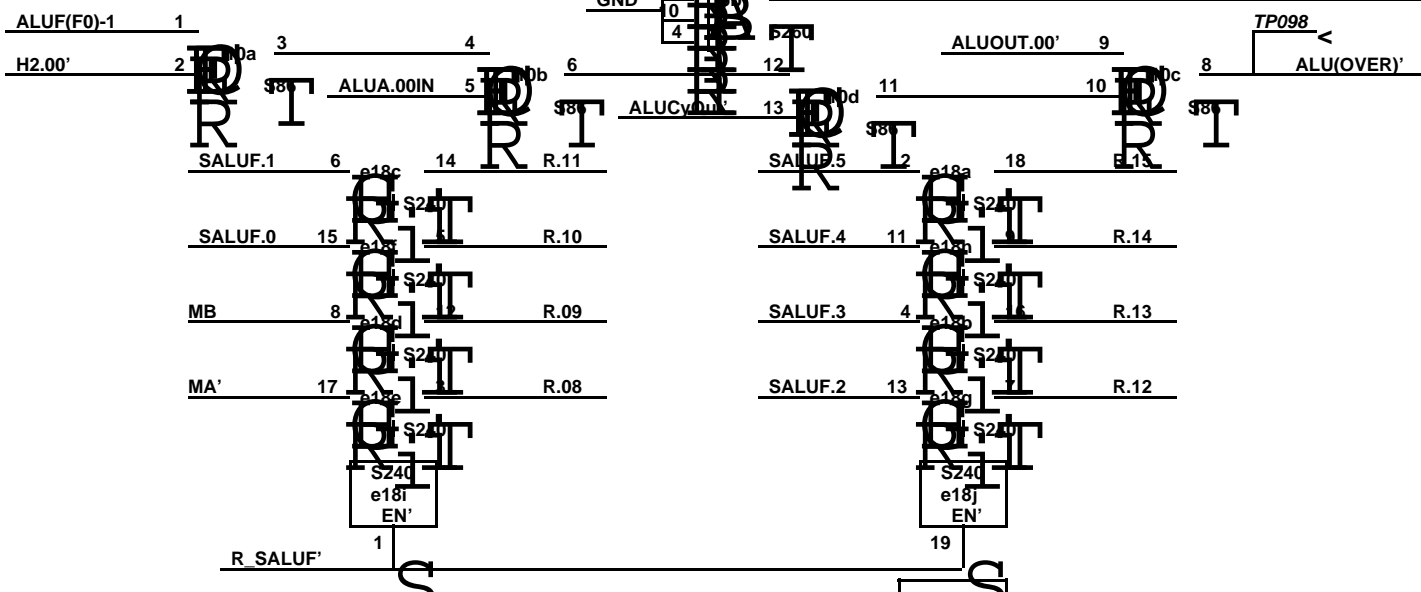 GND
ALUF(F0)-1 1
10
4
S260
TP098
<
3 4
ALUOUT.00’ 9
H2.00’ 2
6 12
8 ALU(OVER)’
S86
ALUA.00IN 5
11 10
S86
ALUCyOut’ 13
S86
S86
SALUF.1 6 e18c 14 R.11
SALUF.5 2 e18a 18 R.15
S240
S240
SALUF.0 15 5 R.10
SALUF.4 11 9 R.14
S240
S240
MB 8 e18d 12 R.09
SALUF.3 4 e18b 16 R.13
S240
S240
MA’ 17 e18e 3 R.08
SALUF.2 13 e18g 7 R.12
S240
S240
S240
e18i
EN’
S240
e18j
EN’
1
19
R_SALUF’